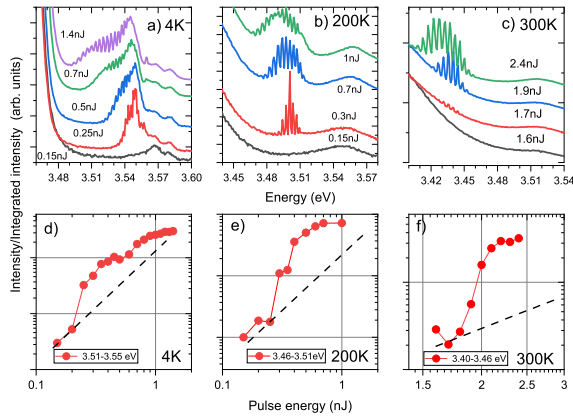 a) 4K
1.4nJ
0.7nJ
0.5nJ
0.25nJ
0.15nJ
3.48 3.51 3.54 3.57 3.60
b) 200K
1nJ
0.7nJ
0.3nJ
0.15nJ
3.45 3.48 3.51 3.54 3.57
c) 300K
2.4nJ
1.9nJ
1.7nJ
1.6nJ
3.42 3.45 3.48 3.51 3.54
Energy (eV)
Intensity/Integrated intensity (arb. units)
d)
3.51-3.55 eV
4K
0.1 1
e)
3.46-3.51eV
200K
0.1 1
f)
3.40-3.46 eV
300K
1.5 2 2.5 3
Pulse energy (nJ)